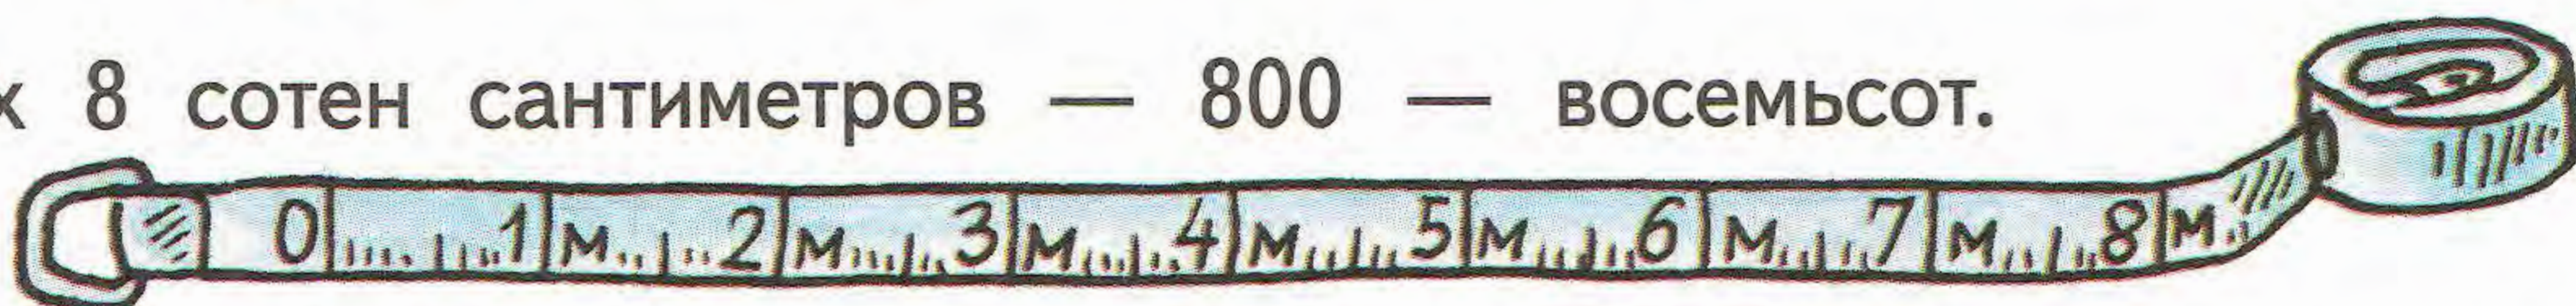 х 8 сотен сантиметров — 800 — восемьсот.
0 1 м 2 м 3 м 4 м 5 м 6 м 7 м 8 м